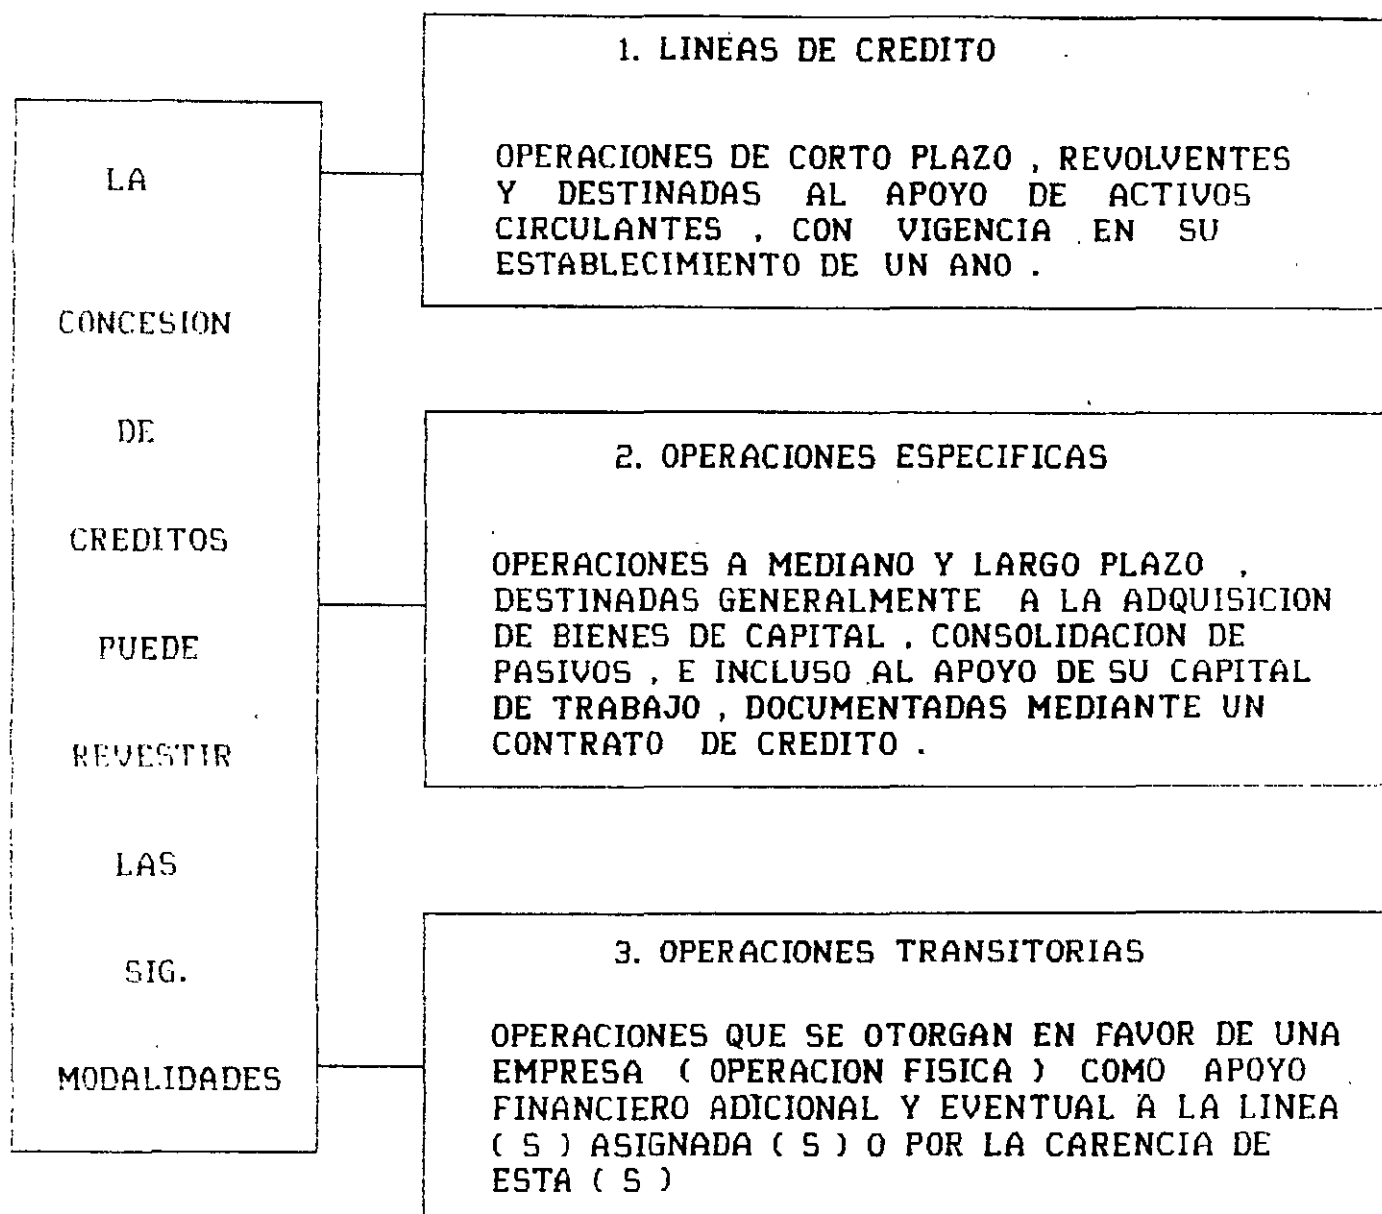 LA
CONCESION
DE
CREDITOS
PUEDE
REVESTIR
LAS
SIG.
MODALIDADES
1. LINEAS DE CREDITO
OPERACIONES DE CORTO PLAZO , REVOLVENTES
Y DESTINADAS AL APOYO DE ACTIVOS
CIRCULANTES , CON VIGENCIA EN SU
ESTABLECIMIENTO DE UN ANO .
2. OPERACIONES ESPECIFICAS
OPERACIONES A MEDIANO Y LARGO PLAZO ,
DESTINADAS GENERALMENTE A LA ADQUISICION
DE BIENES DE CAPITAL , CONSOLIDACION DE
PASIVOS , E INCLUSO AL APOYO DE SU CAPITAL
DE TRABAJO , DOCUMENTADAS MEDIANTE UN
CONTRATO DE CREDITO .
3. OPERACIONES TRANSITORIAS
OPERACIONES QUE SE OTORGAN EN FAVOR DE UNA
EMPRESA ( OPERACION FISICA ) COMO APOYO
FINANCIERO ADICIONAL Y EVENTUAL A LA LINEA
( S ) ASIGNADA ( S ) O POR LA CARENCIA DE
ESTA ( S )